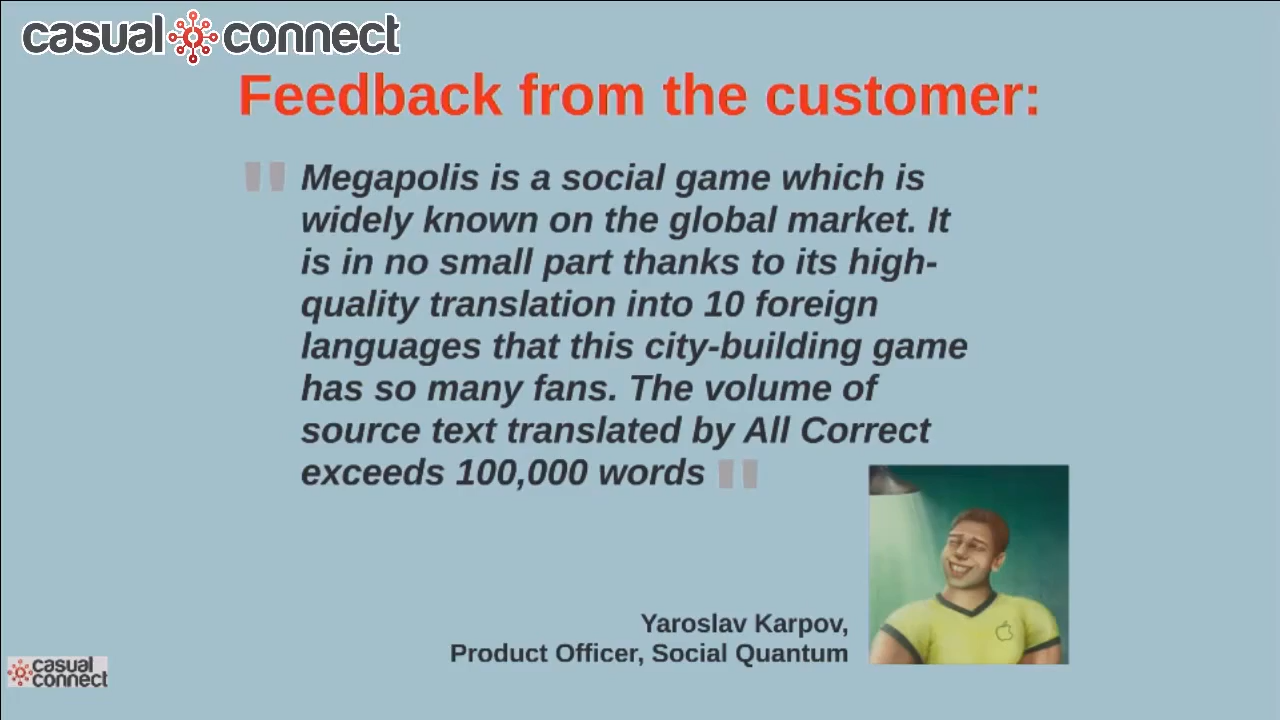 casual connect
Feedback from the customer:
" Megapolis is a social game which is
widely known on the global market. It
is in no small part thanks to its high-
quality translation into 10 foreign
languages that this city-building game
has so many fans. The volume of
source text translated by All Correct
exceeds 100,000 words "
Yaroslav Karpov,
Product Officer, Social Quantum
casual
connect